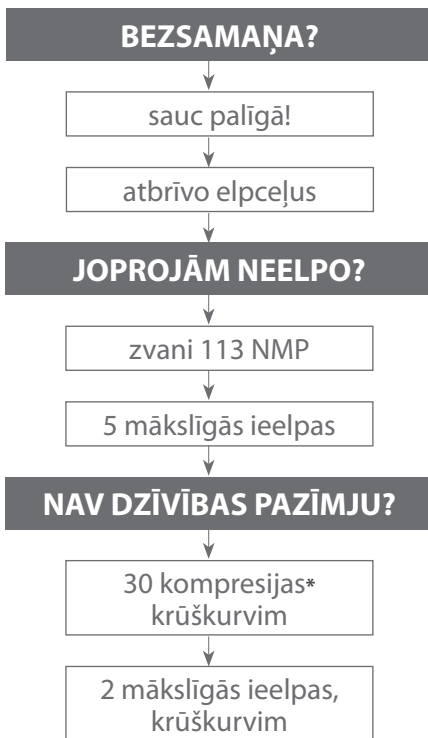 BEZSAMAŅA?
sauc palīgā!
atbrīvo elpceļus
JOPROJĀM NEELPO?
zvani 113 NMP
5 mākslīgās ieelpas
NAV DZĪVĪBAS PAZĪMJU?
30 kompresijas*
krūškurvim
2 mākslīgās ieelpas,
krūškurvim